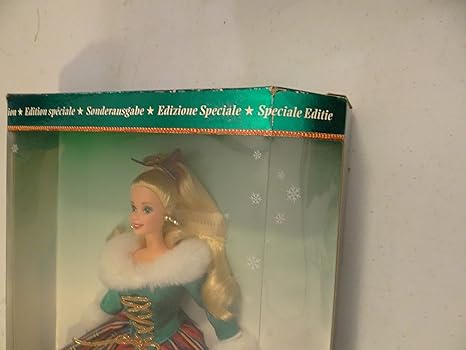 Edition spéciale ★ Sonderausgabe ★ Edizione Speciale ★ Speciale Editie